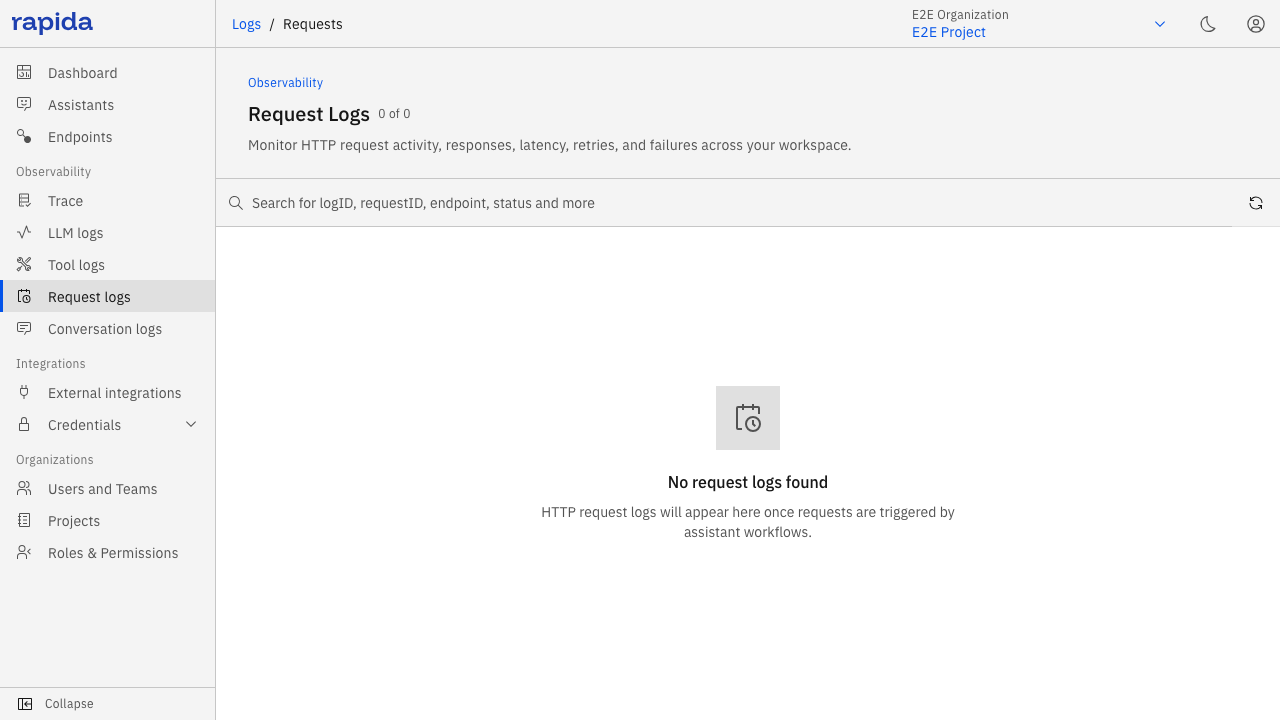 rapida
Logs / Requests
E2E Organization
E2E Project
Dashboard
Assistants
Endpoints
Observability
Trace
LLM logs
Tool logs
Request logs
Conversation logs
Integrations
External integrations
Credentials
Organizations
Users and Teams
Projects
Roles & Permissions
Collapse
Observability
Request Logs 0 of 0
Monitor HTTP request activity, responses, latency, retries, and failures across your workspace.
Search for logID, requestID, endpoint, status and more
No request logs found
HTTP request logs will appear here once requests are triggered by
assistant workflows.